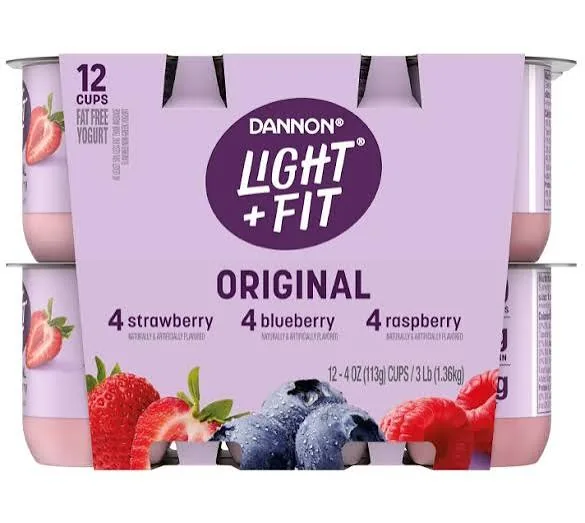 12
CUPS
FAT FREE
YOGURT
DANNON®
LIGHT®
+ FIT
ORIGINAL
4 strawberry 4 blueberry 4 raspberry
NATURALLY & ARTIFICIALLY FLAVORED NATURALLY & ARTIFICIALLY FLAVORED NATURALLY & ARTIFICIALLY FLAVORED
12 - 4 OZ (113g) CUPS / 3 Lb (1.36kg)